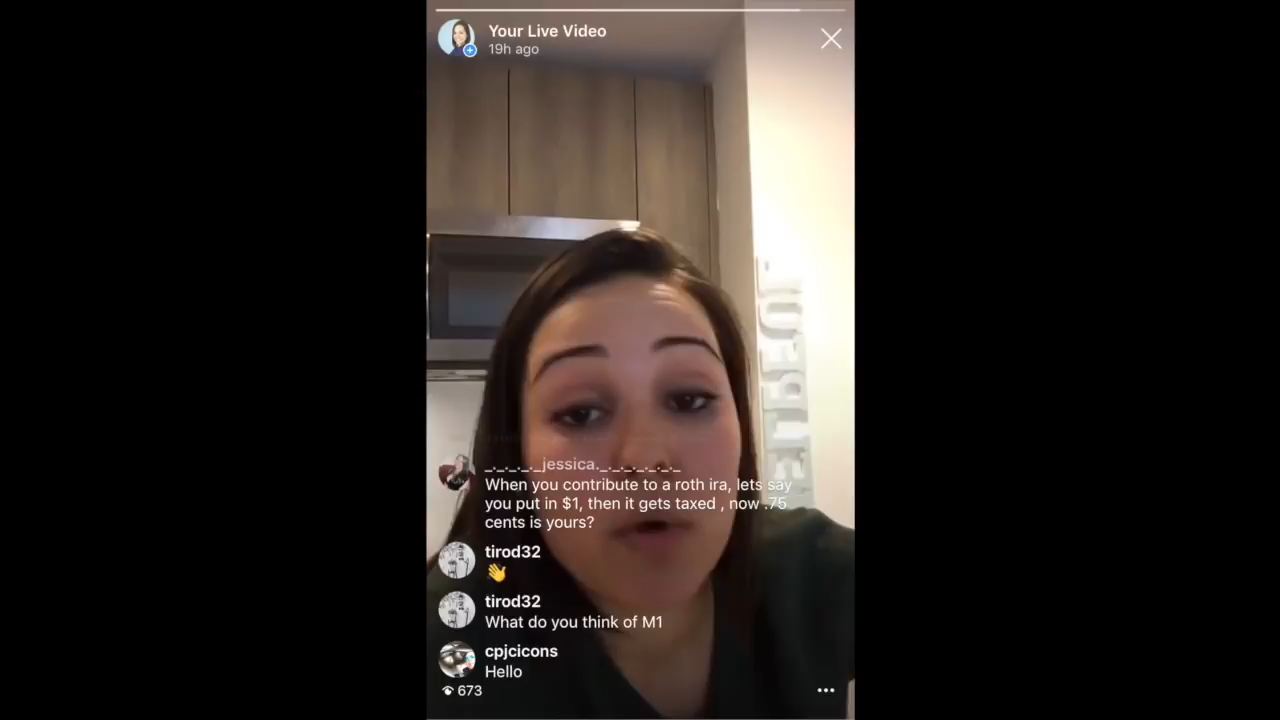 Your Live Video
19h ago
_._._._._jessica._._._._._._
When you contribute to a roth ira, lets say
you put in $1, then it gets taxed , now .75
cents is yours?
tirod32
👋
tirod32
What do you think of M1
cpjcicons
Hello
673